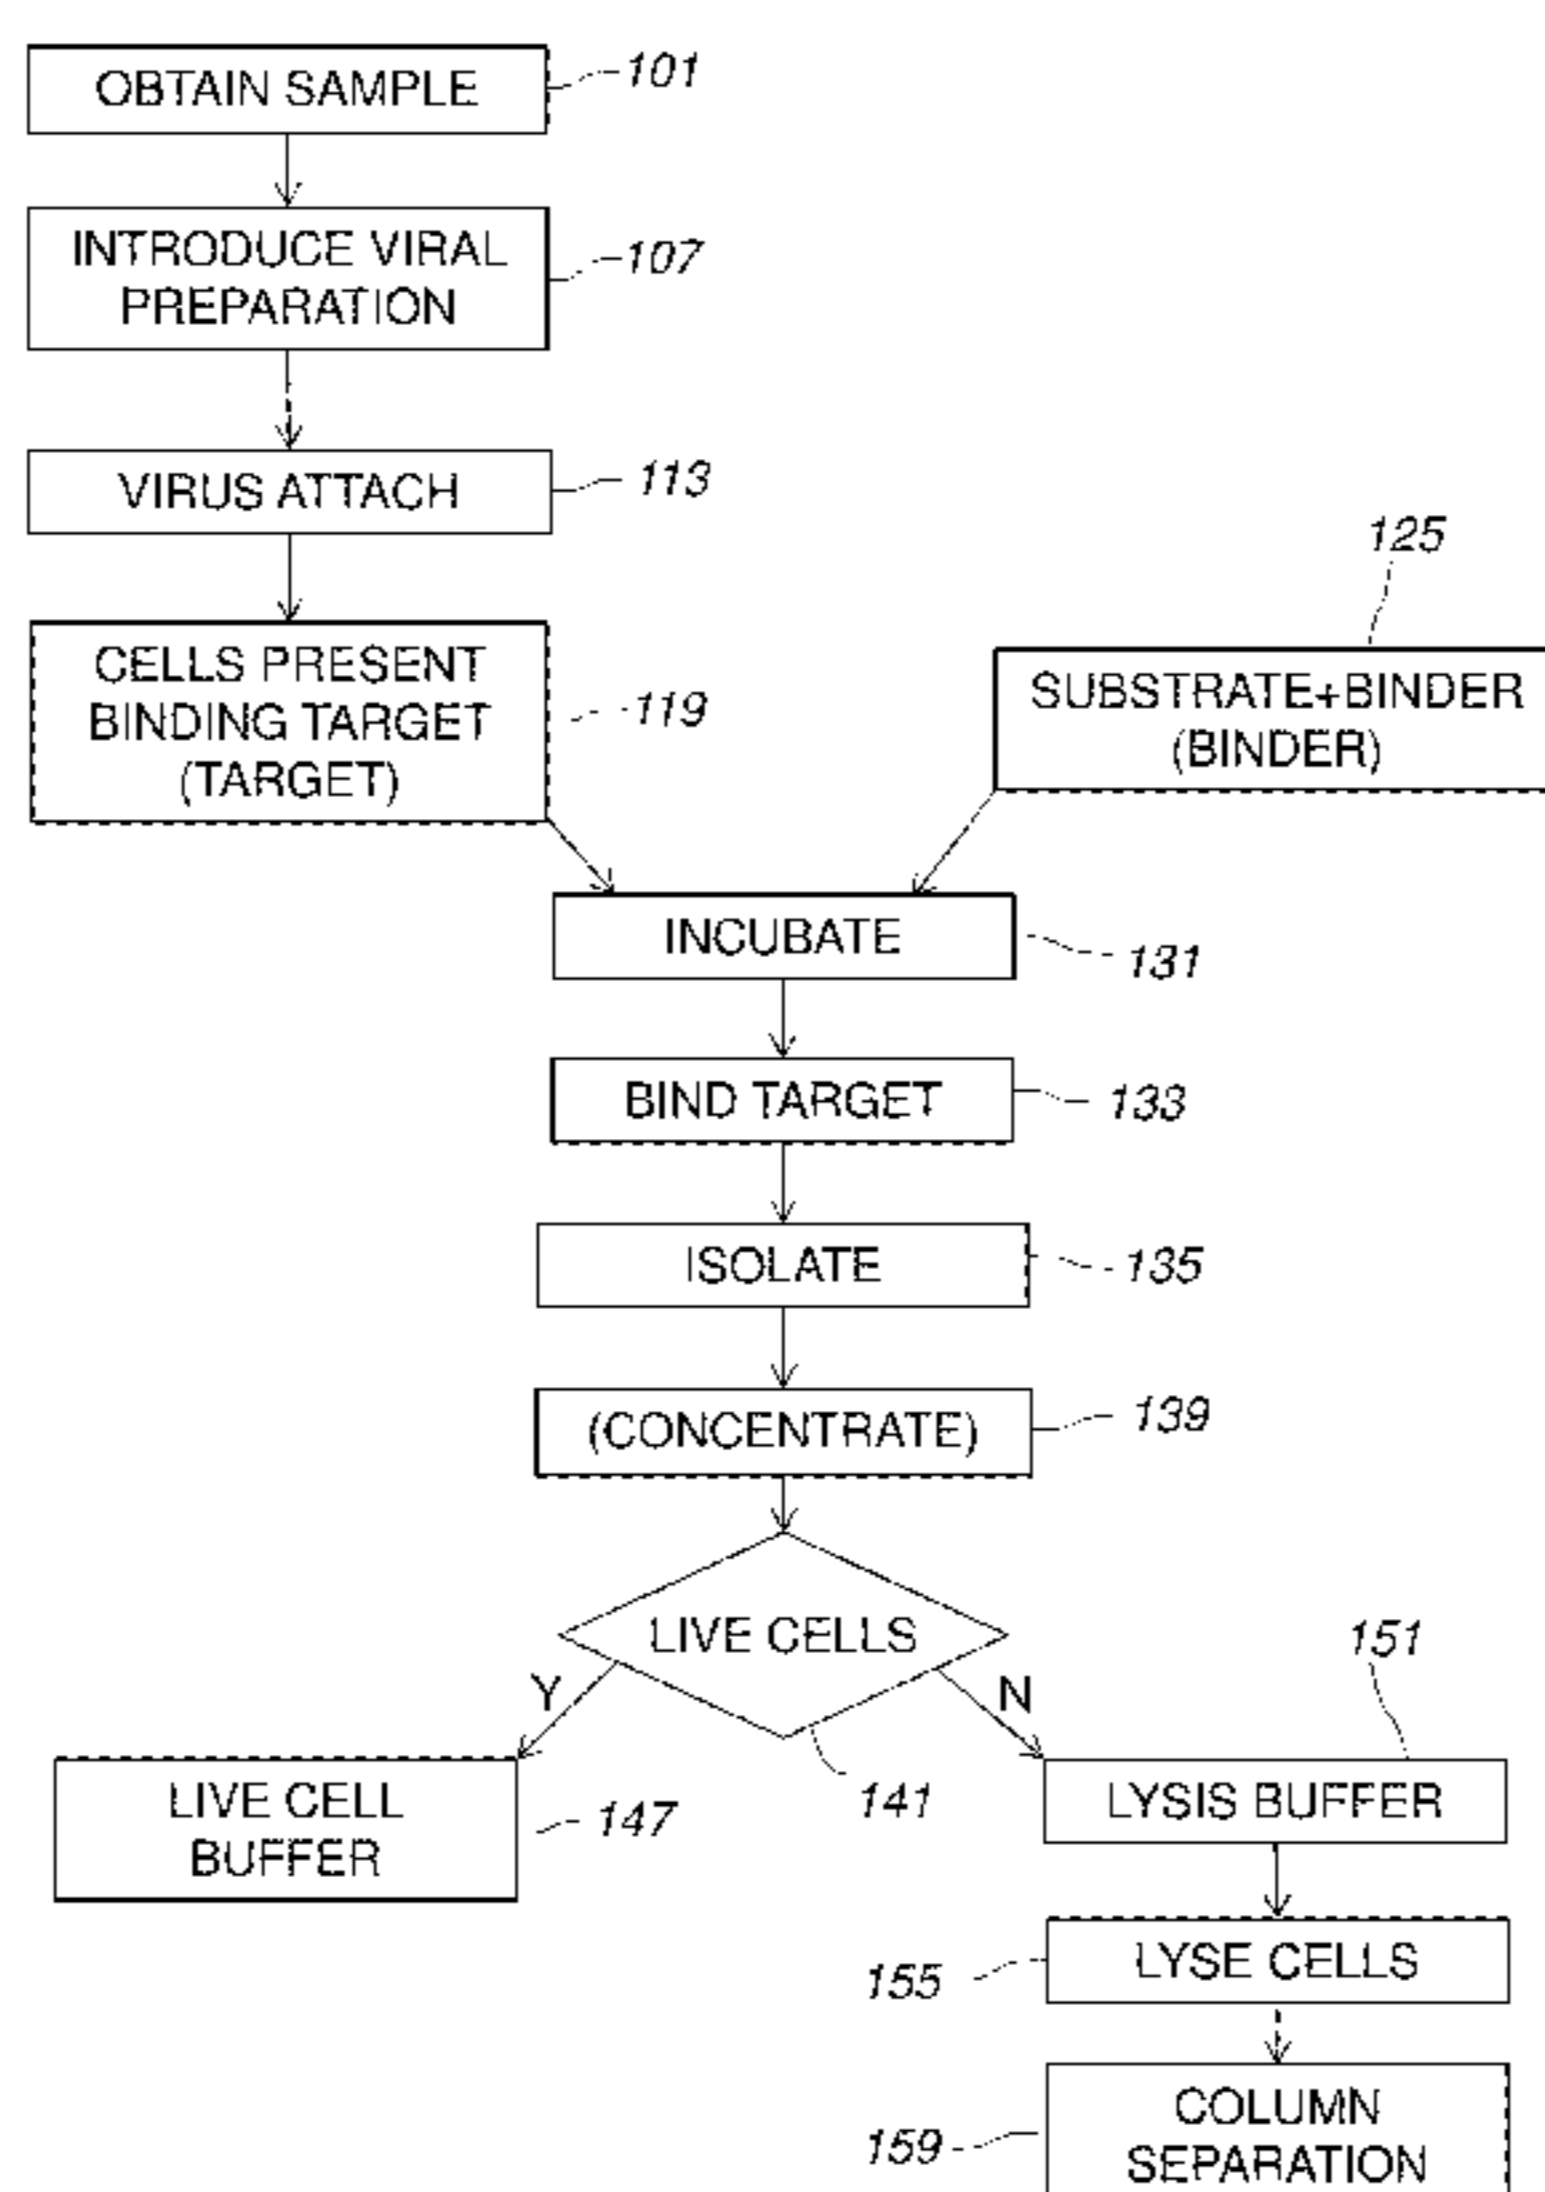 OBTAIN SAMPLE
101
INTRODUCE VIRAL
PREPARATION
107
VIRUS ATTACH
113
CELLS PRESENT
BINDING TARGET
(TARGET)
119
125
SUBSTRATE+BINDER
(BINDER)
INCUBATE
131
BIND TARGET
133
ISOLATE
135
(CONCENTRATE)
139
LIVE CELLS
141
Y
N
LIVE CELL
BUFFER
147
151
LYSIS BUFFER
LYSE CELLS
155
COLUMN
SEPARATION
159